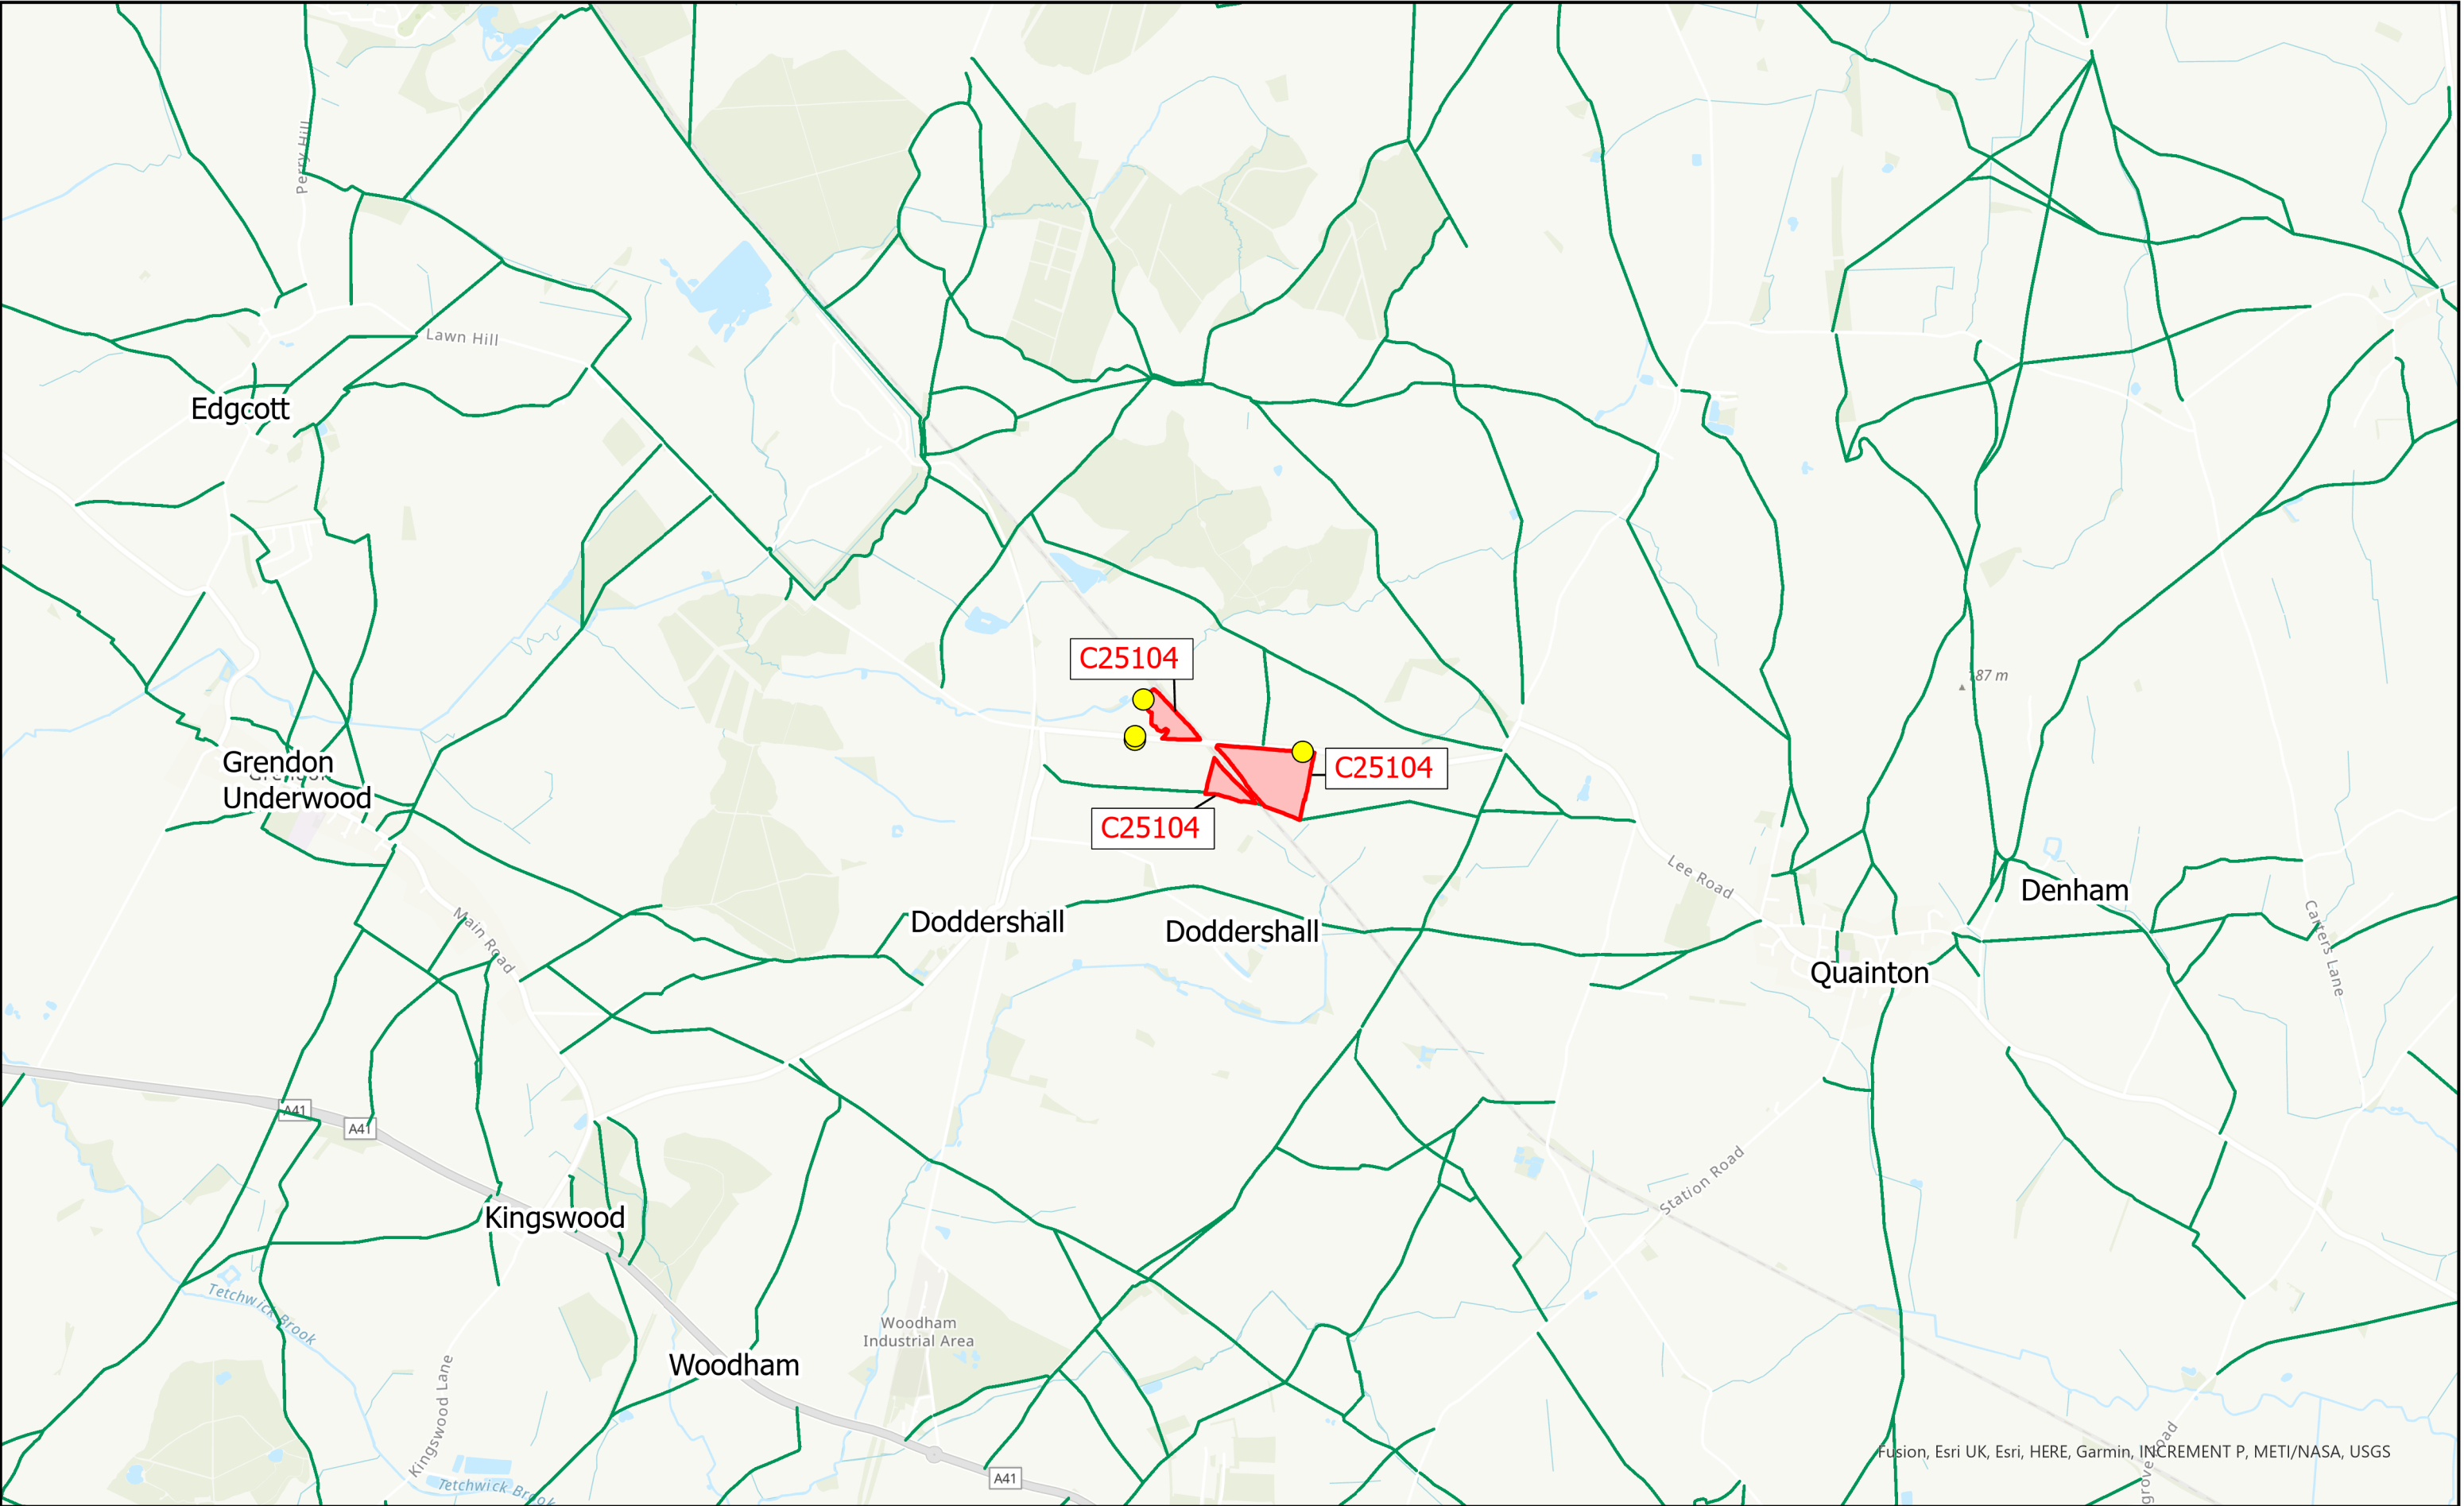 Perry Hill
Lawn Hill
Edgcott
87 m
C25104
Grendon
Underwood
C25104
C25104
Lee Road
Denham
Main Road
Doddershall
Doddershall
Carters Lane
Quainton
A41
A41
Station Road
Kingswood
Tetchwick Brook
Woodham
Industrial Area
Woodham
Kingswood Lane
Fusion, Esri UK, Esri, HERE, Garmin, INCREMENT P, METI/NASA, USGS
A41
Tetchwick Brook